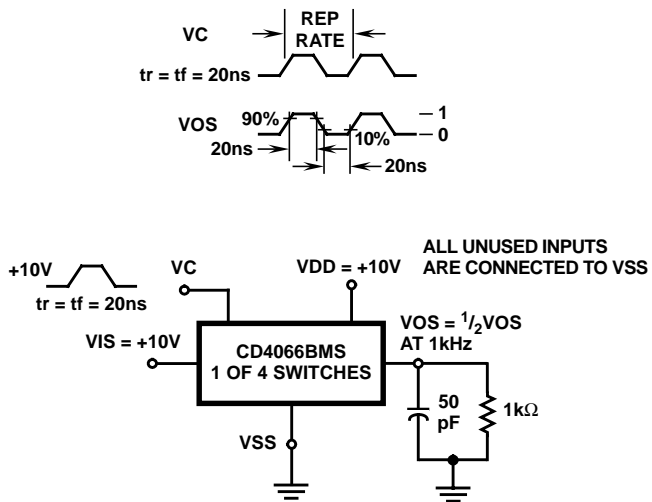 REP
RATE
VC
tr = tf = 20ns
VOS
90%
10%
1
0
20ns
20ns
ALL UNUSED INPUTS
ARE CONNECTED TO VSS
+10V
tr = tf = 20ns
VC
VDD = +10V
VIS = +10V
CD4066BMS
1 OF 4 SWITCHES
VOS = 1/2VOS
AT 1kHz
50
pF
1kΩ
VSS